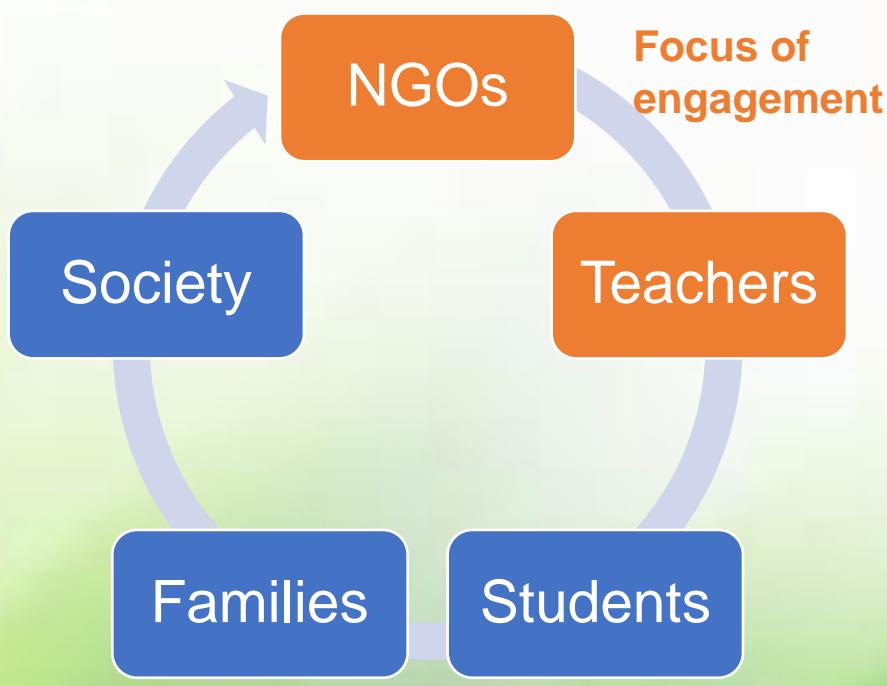 NGOs
Focus of
engagement
Society
Teachers
Families
Students